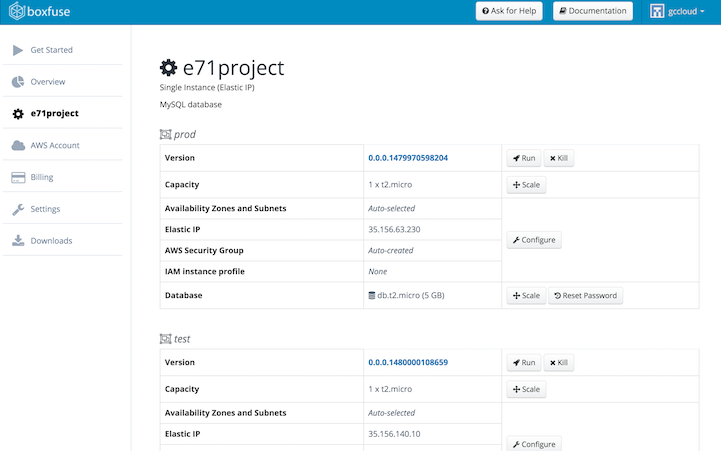 boxfuse
Ask for Help
Documentation
gccloud
Get Started
Overview
e71project
AWS Account
Billing
Settings
Downloads
e71project
Single Instance (Elastic IP)
MySQL database
prod
Version 0.0.0.1479970598204 Run Kill
Capacity 1 x t2.micro Scale
Availability Zones and Subnets Auto-selected
Elastic IP 35.156.63.230
Configure
AWS Security Group Auto-created
IAM instance profile None
Database db.t2.micro (5 GB) Scale Reset Password
test
Version 0.0.0.1480000108659 Run Kill
Capacity 1 x t2.micro Scale
Availability Zones and Subnets Auto-selected
Elastic IP 35.156.140.10
Configure